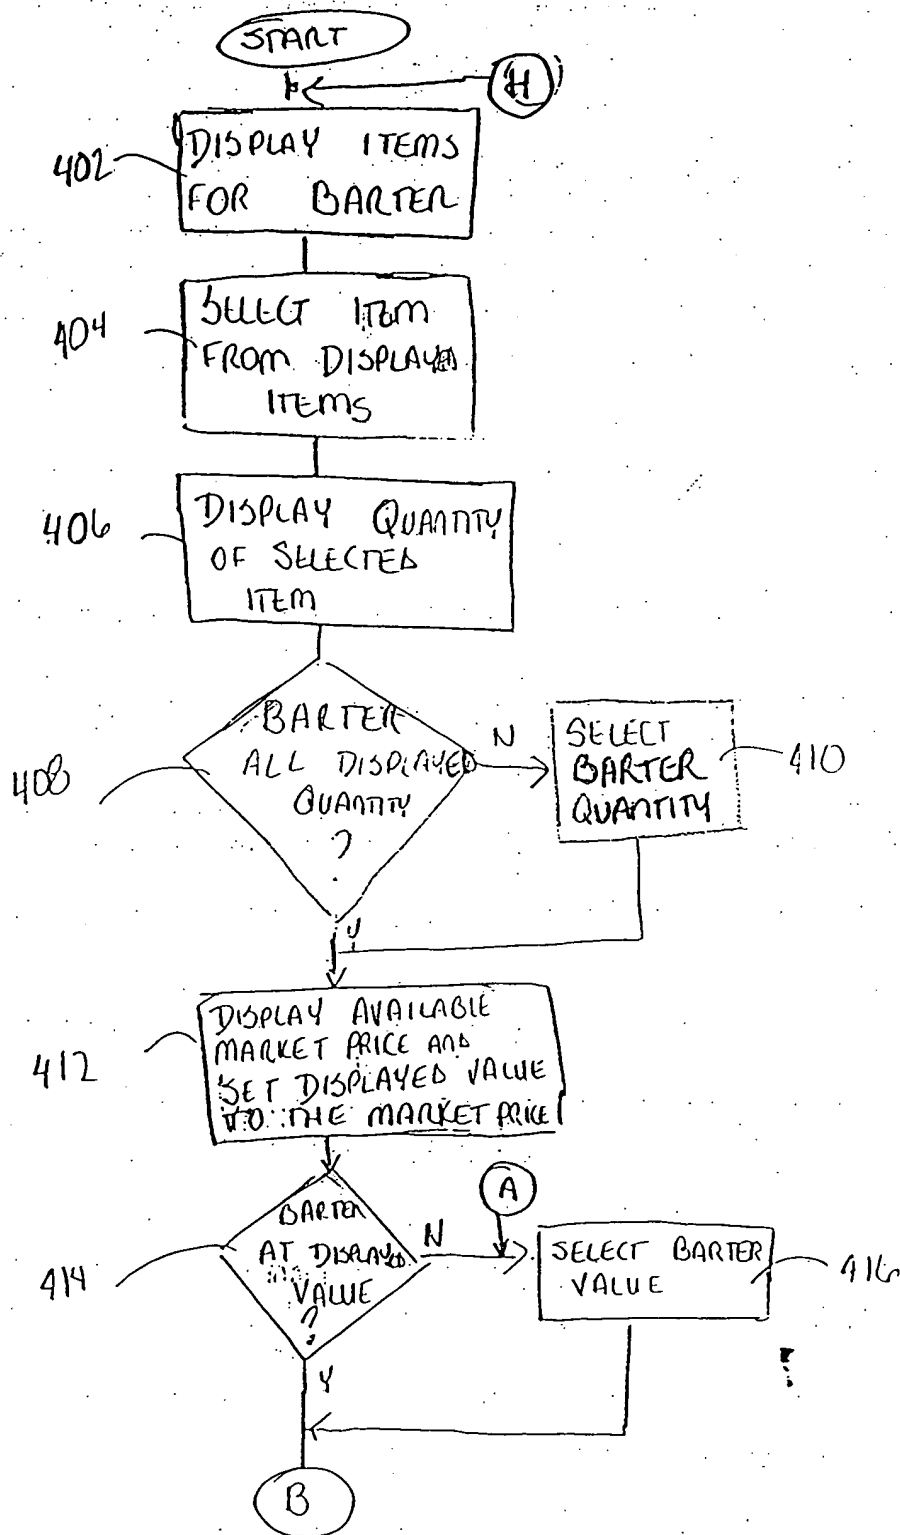 START
H
402
DISPLAY ITEMS
FOR BARTER
404
SELECT ITEM
FROM DISPLAYED
ITEMS
406
DISPLAY QUANTITY
OF SELECTED
ITEM
408
BARTER
ALL DISPLAYED
QUANTITY
?
N
SELECT
BARTER
QUANTITY
410
Y
412
DISPLAY AVAILABLE
MARKET PRICE AND
SET DISPLAYED VALUE
TO THE MARKET PRICE
A
414
BARTER
AT DISPLAYED
VALUE
?
N
SELECT BARTER
VALUE
416
Y
B